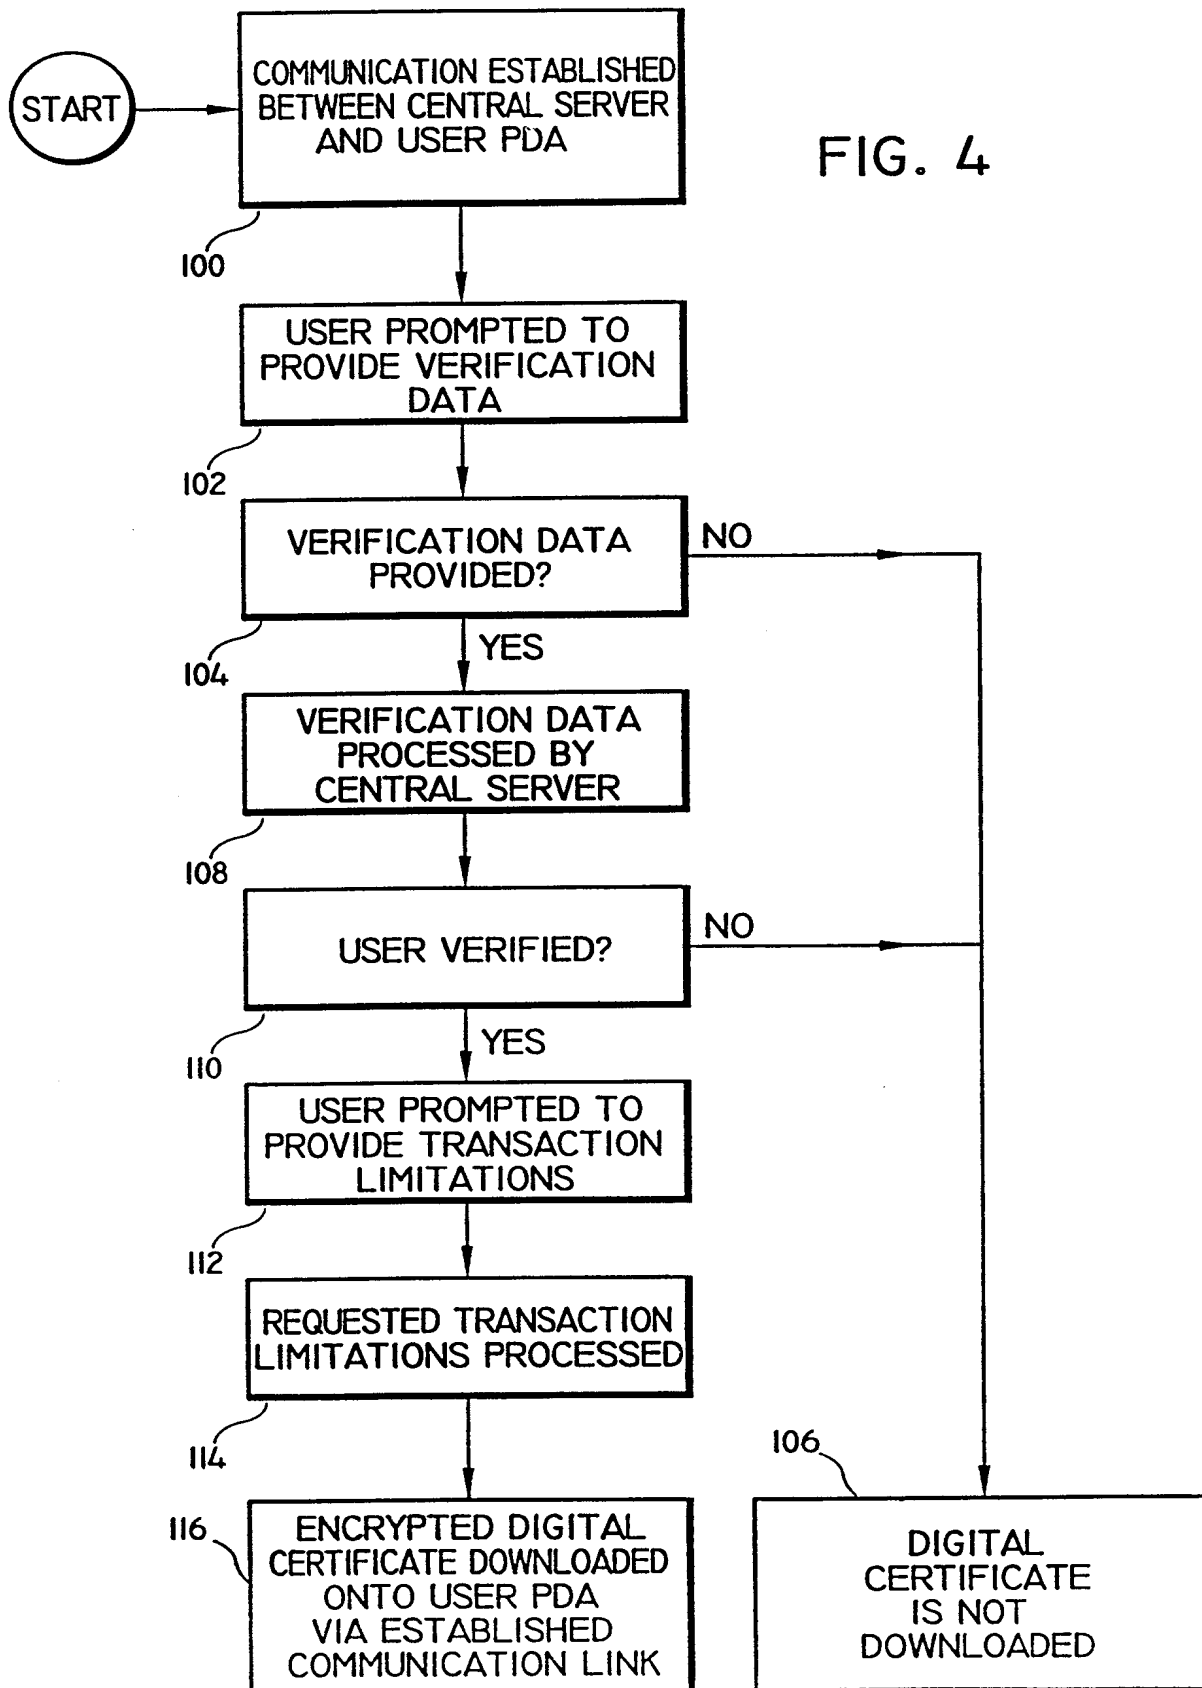 START
COMMUNICATION ESTABLISHED
BETWEEN CENTRAL SERVER
AND USER PDA
FIG. 4
100
USER PROMPTED TO
PROVIDE VERIFICATION
DATA
102
VERIFICATION DATA
PROVIDED?
NO
104
YES
VERIFICATION DATA
PROCESSED BY
CENTRAL SERVER
108
USER VERIFIED?
NO
110
YES
USER PROMPTED TO
PROVIDE TRANSACTION
LIMITATIONS
112
REQUESTED TRANSACTION
LIMITATIONS PROCESSED
114
116
ENCRYPTED DIGITAL
CERTIFICATE DOWNLOADED
ONTO USER PDA
VIA ESTABLISHED
COMMUNICATION LINK
106
DIGITAL
CERTIFICATE
IS NOT
DOWNLOADED